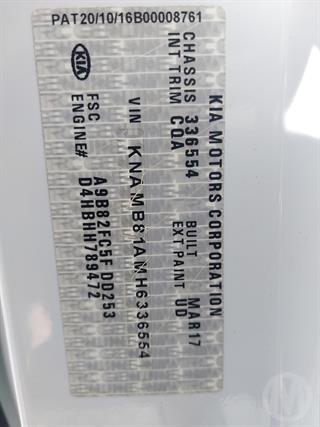 PAT20/10/16B00008761
KIA MOTORS CORPORATION
CHASSIS 336554 BUILT MAR17
INT TRIM CQA EXT.PAINT UD
VIN KNAMB81AMH6336554
KIA
FSC A9B82FC5F DD253
ENGINE# D4HBHH789472
M